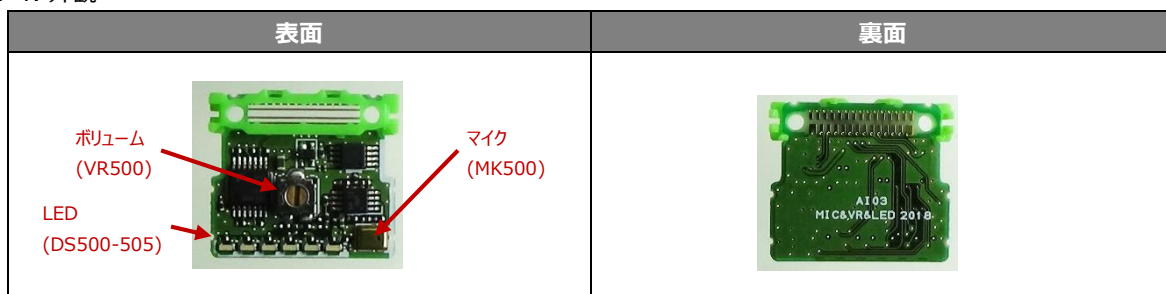 表面
裏面
ボリューム
(VR500)
マイク
(MK500)
LED
(DS500-505)
AI03
MIC&VR&LED 2018